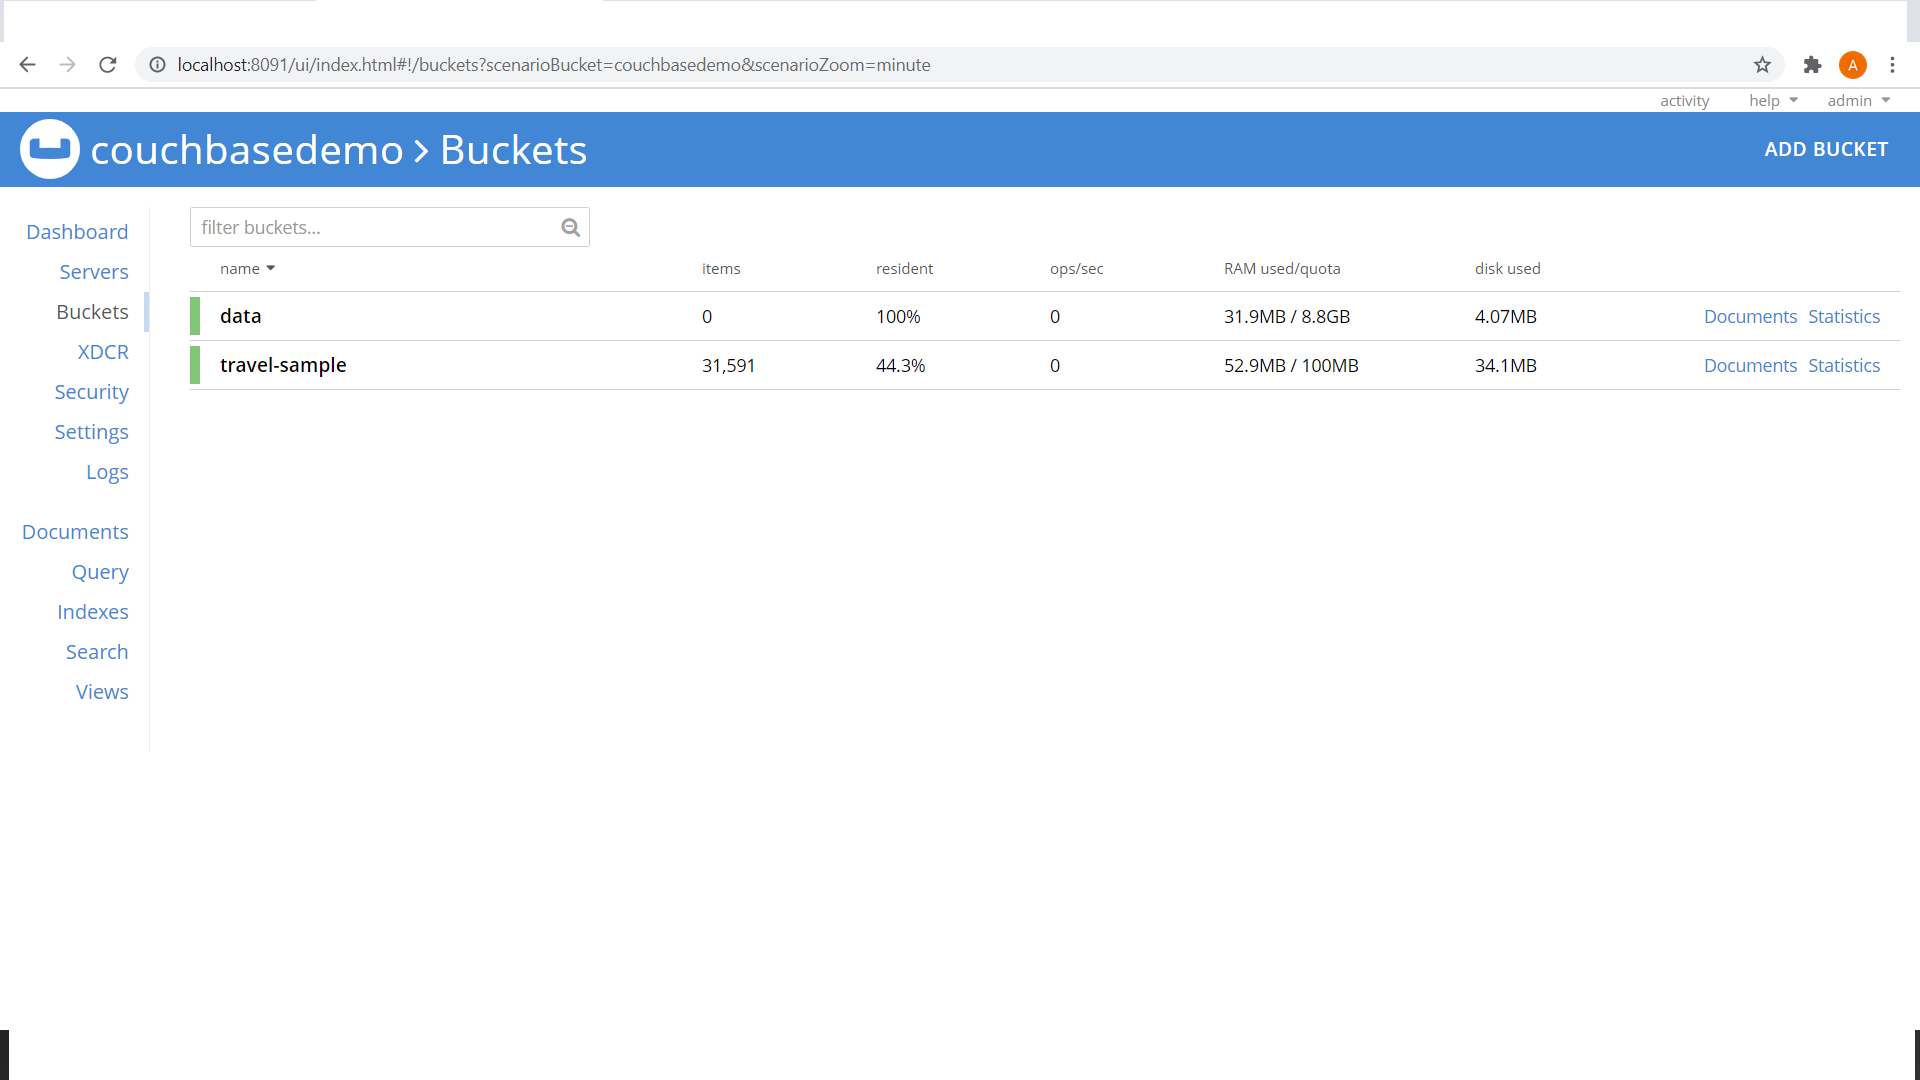 localhost:8091/ui/index.html#!/buckets?scenarioBucket=couchbasedemo&scenarioZoom=minute
A
activity help admin
couchbasedemo > Buckets
ADD BUCKET
Dashboard
Servers
Buckets
XDCR
Security
Settings
Logs
Documents
Query
Indexes
Search
Views
filter buckets...
name items resident ops/sec RAM used/quota disk used
data 0 100% 0 31.9MB / 8.8GB 4.07MB Documents Statistics
travel-sample 31,591 44.3% 0 52.9MB / 100MB 34.1MB Documents Statistics